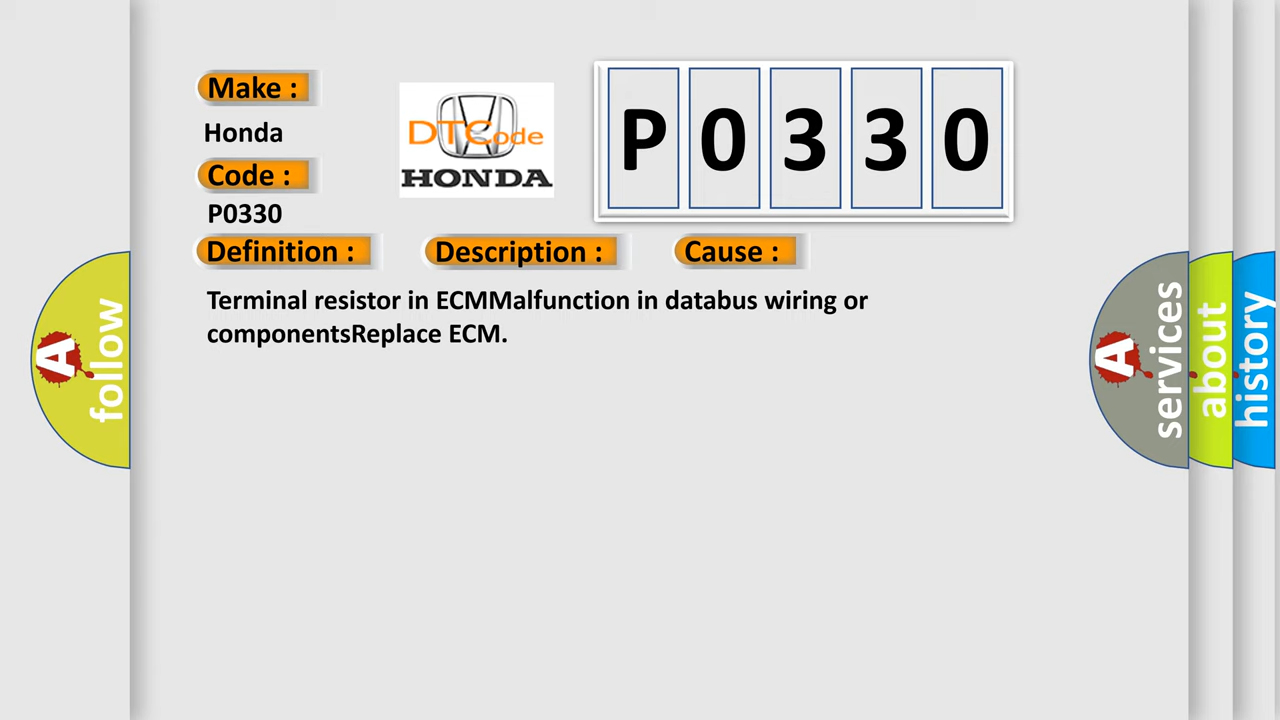 Make :
Honda
Code :
P0330
DTCode
HONDA
P0330
Definition :
Description :
Cause :
Terminal resistor in ECMMalfunction in databus wiring or
componentsReplace ECM.
A
follow
A
services
about
history